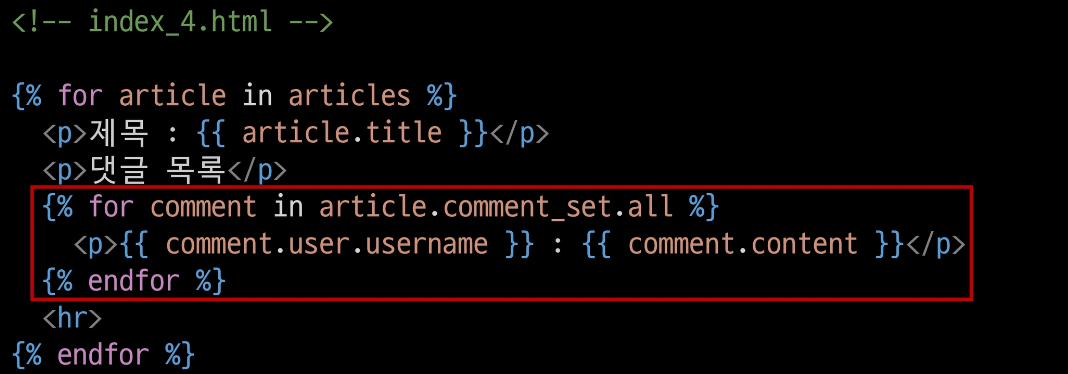 <!-- index_4.html -->
{% for article in articles %}
<p>제목 : {{ article.title }}</p>
<p>댓글 목록</p>
{% for comment in article.comment_set.all %}
<p>{{ comment.user.username }} : {{ comment.content }}</p>
{% endfor %}
<hr>
{% endfor %}